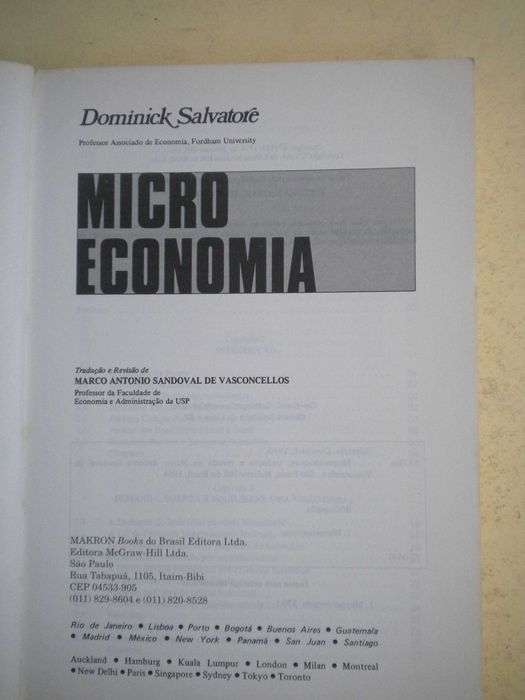 Dominick Salvatore
Professor Associado de Economia, Fordham University
MICRO
ECONOMIA
Tradução e Revisão de
MARCO ANTONIO SANDOVAL DE VASCONCELLOS
Professor da Faculdade de
Economia e Administração da USP
MAKRON Books do Brasil Editora Ltda.
Editora McGraw-Hill Ltda.
São Paulo
Rua Tabapuã, 1105, Itaim-Bibi
CEP 04533-905
(011) 829-8604 e (011) 820-8528
Rio de Janeiro • Lisboa • Porto • Bogotá • Buenos Aires • Guatemala
• Madrid • México • New York • Panamá • San Juan • Santiago
Auckland • Hamburg • Kuala Lumpur • London • Milan • Montreal
• New Delhi • Paris • Singapore • Sydney • Tokyo • Toronto